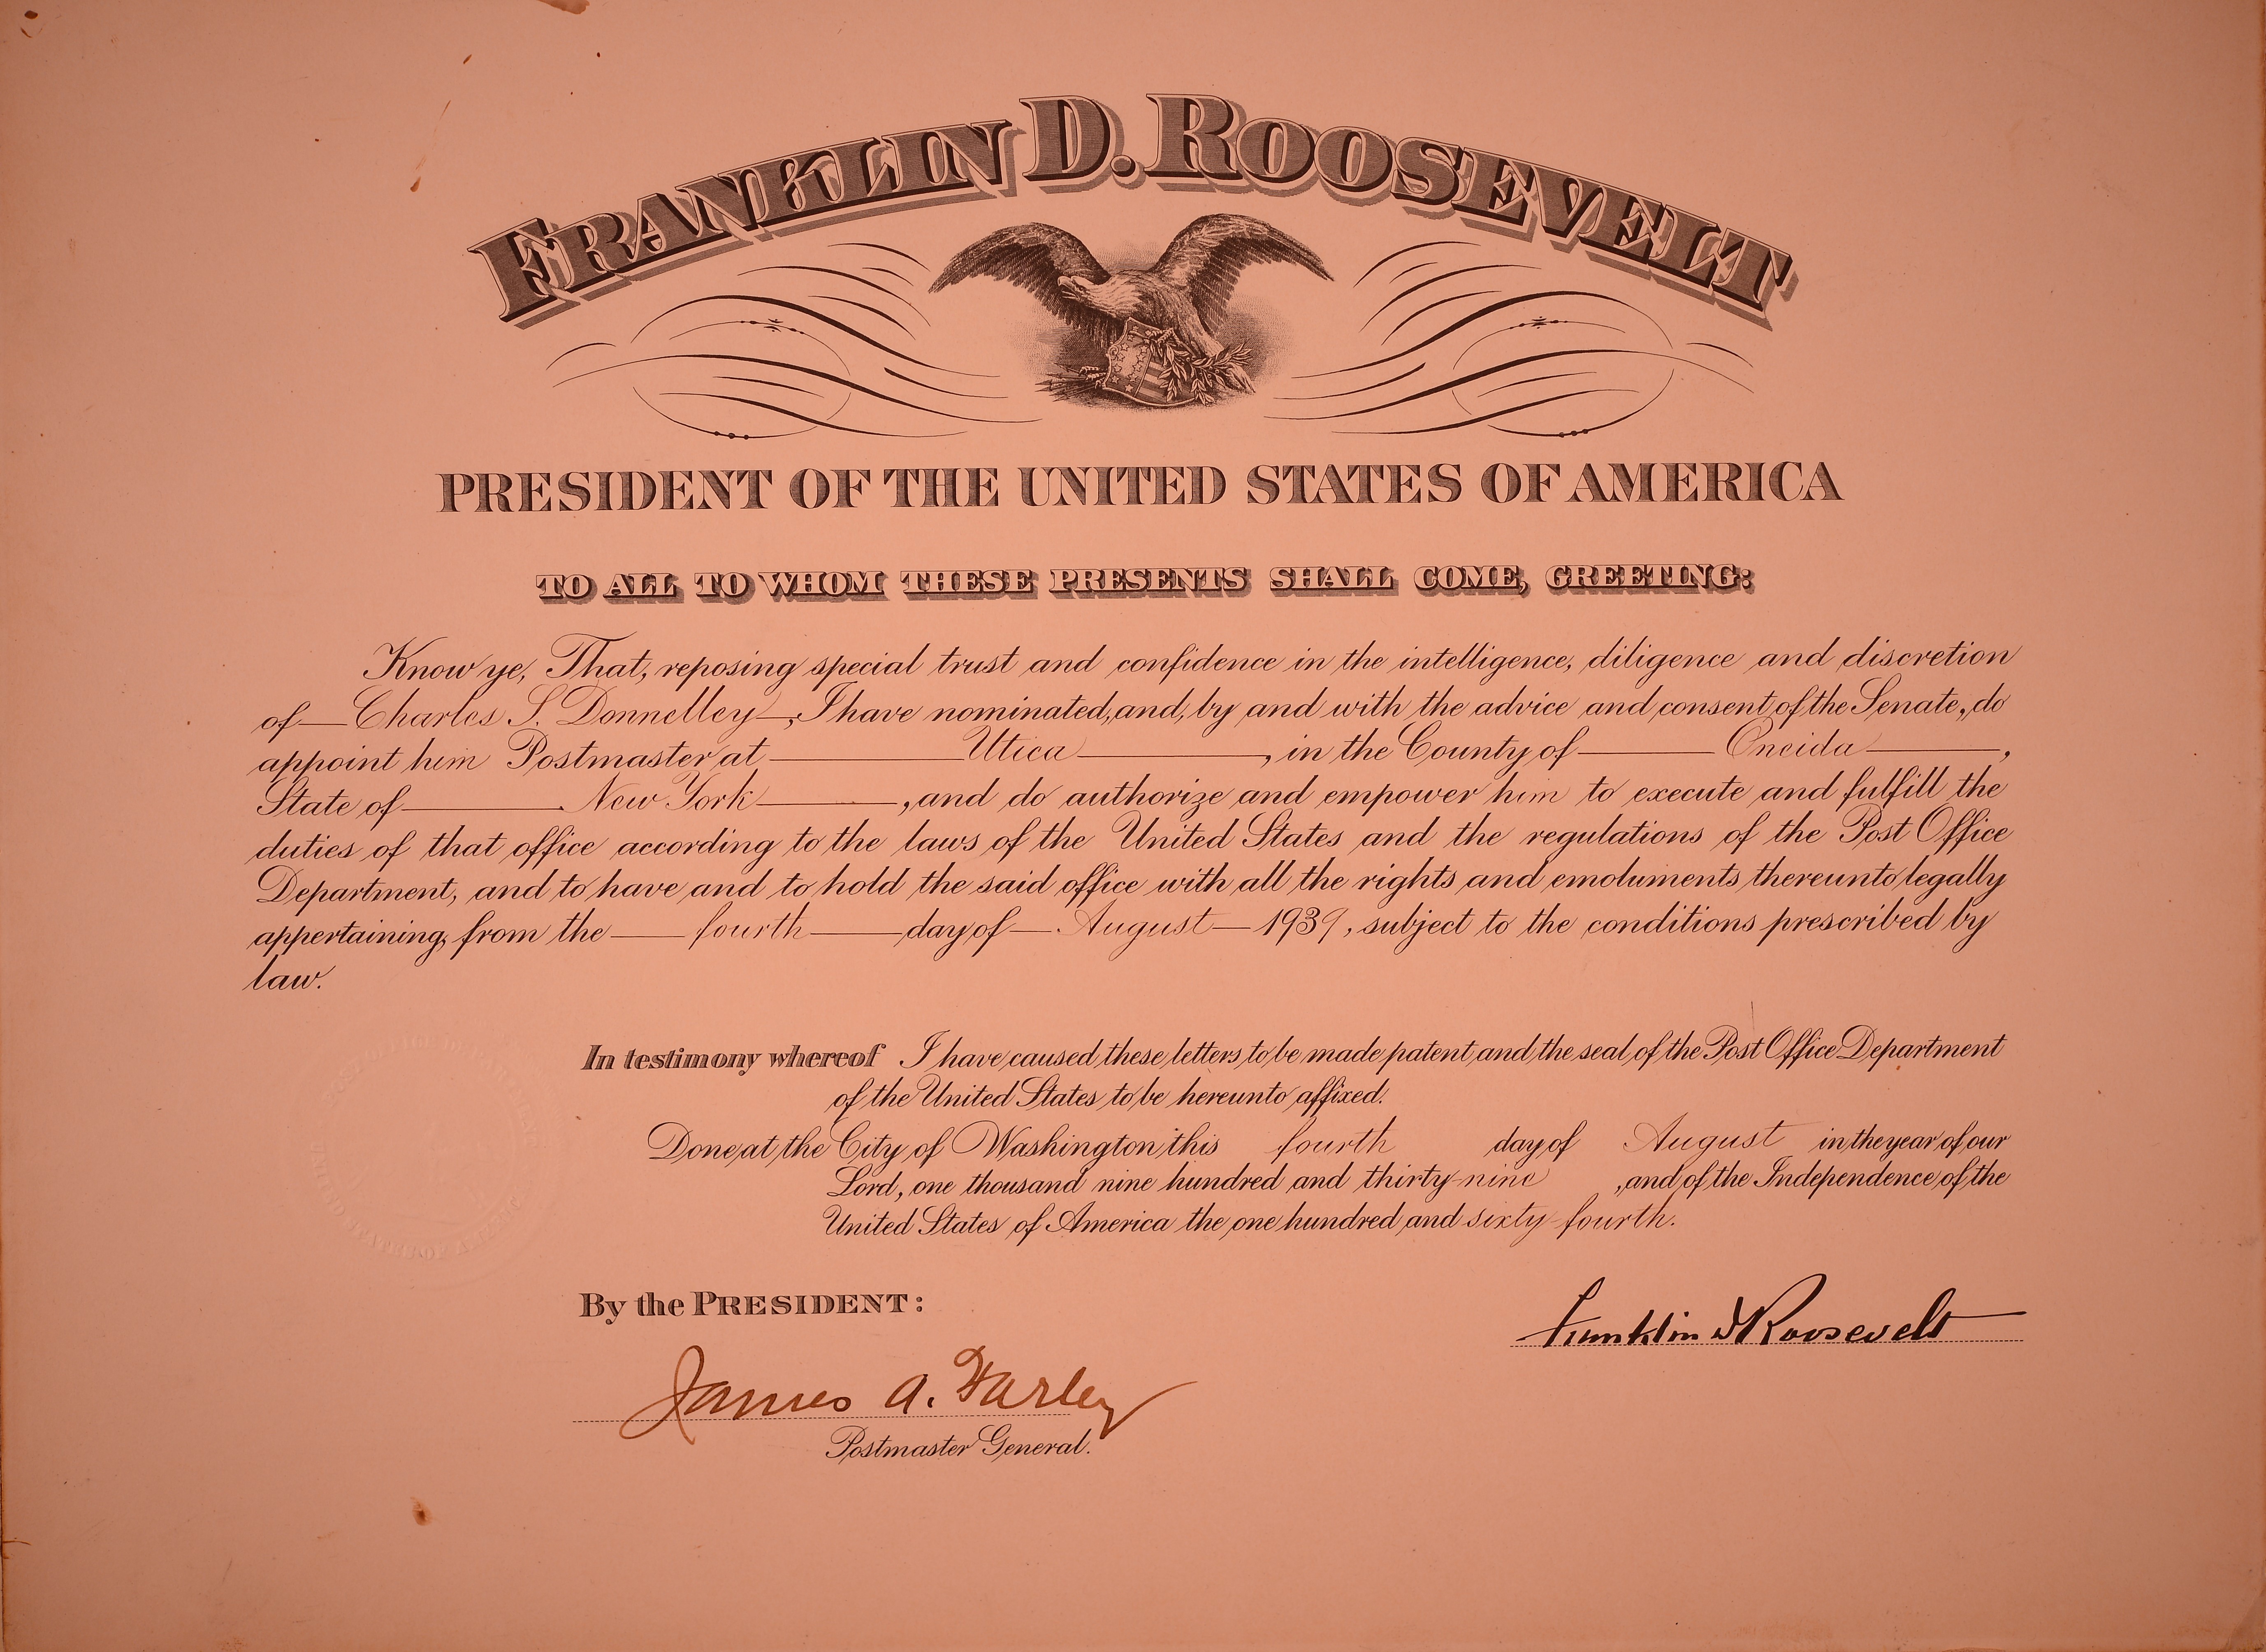 FRANKLIN D. ROOSEVELT
PRESIDENT OF THE UNITED STATES OF AMERICA
TO ALL TO WHOM THESE PRESENTS SHALL COME, GREETING:
Know ye, That, reposing special trust and confidence in the intelligence, diligence and discretion
of Charles S. Donnelley, I have nominated, and, by and with the advice and consent of the Senate, do
appoint him Postmaster at Utica, in the County of Oneida,
State of New York, and do authorize and empower him to execute and fulfill the
duties of that office according to the laws of the United States and the regulations of the Post Office
Department, and to have and to hold the said office with all the rights and emoluments thereunto legally
appertaining, from the fourth day of August 1939, subject to the conditions prescribed by
law.
In testimony whereof I have caused these letters to be made patent and the seal of the Post Office Department
of the United States to be hereunto affixed.
Done at the City of Washington this fourth day of August in the year of our
Lord, one thousand nine hundred and thirty-nine, and of the Independence of the
United States of America the one hundred and sixty-fourth.
By the PRESIDENT:
Franklin D Roosevelt
James A. Farley
Postmaster General.